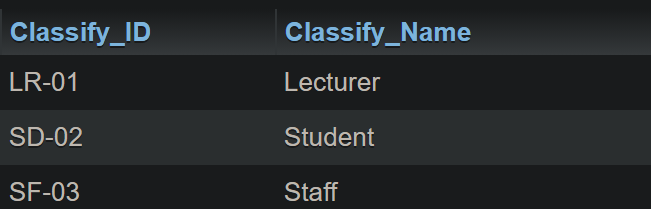 Classify_ID Classify_Name
LR-01 Lecturer
SD-02 Student
SF-03 Staff